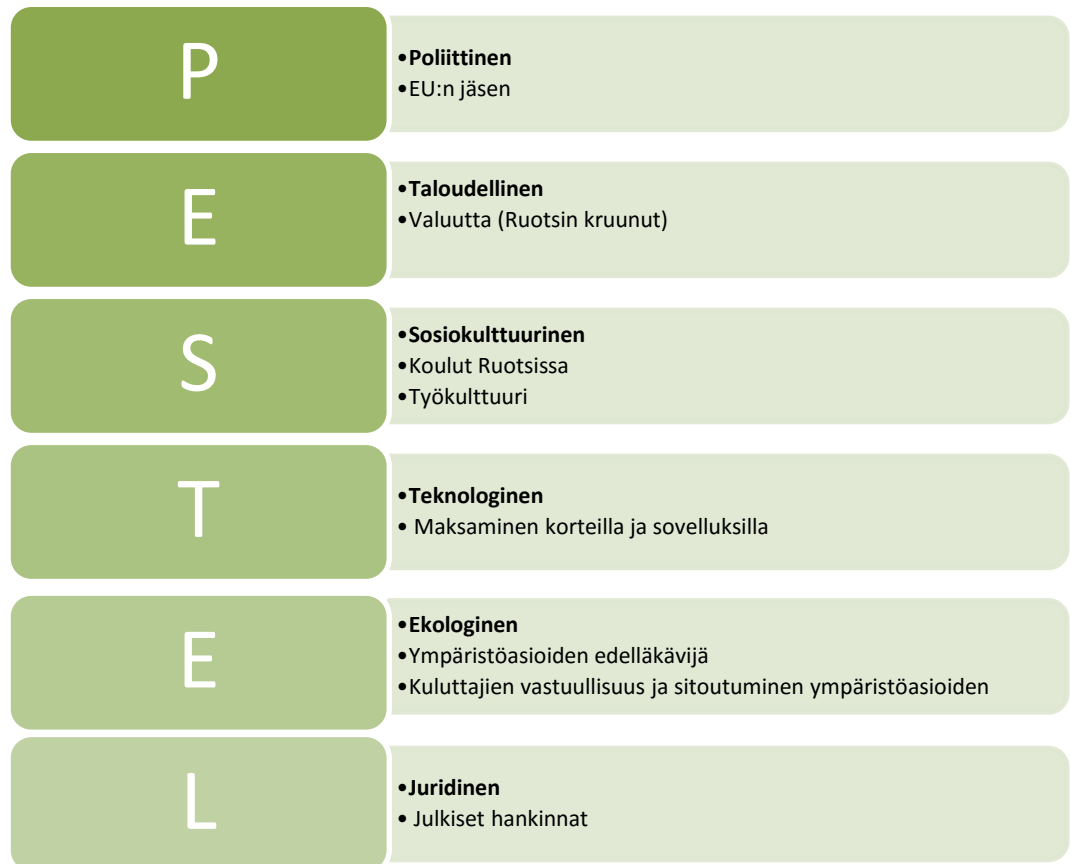 P
•Poliittinen
•EU:n jäsen
E
•Taloudellinen
•Valuutta (Ruotsin kruunut)
S
•Sosiokulttuurinen
•Koulut Ruotsissa
•Työkulttuuri
T
•Teknologinen
• Maksaminen korteilla ja sovelluksilla
E
•Ekologinen
•Ympäristöasioiden edelläkävijä
•Kuluttajien vastuullisuus ja sitoutuminen ympäristöasioiden
L
•Juridinen
• Julkiset hankinnat